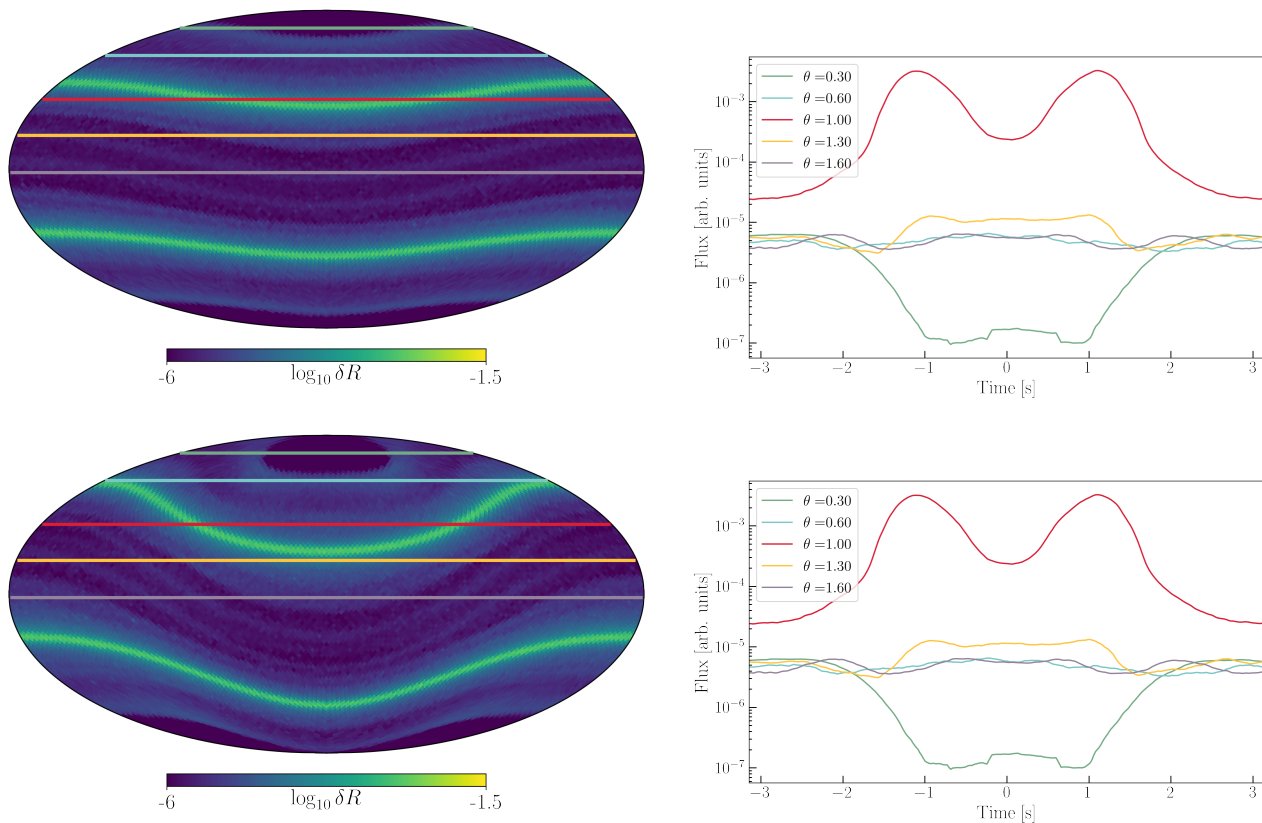 -6
log₁₀ δR
-1.5
Flux [arb. units]
10⁻³
10⁻⁴
10⁻⁵
10⁻⁶
10⁻⁷
θ =0.30
θ =0.60
θ =1.00
θ =1.30
θ =1.60
−3 −2 −1 0 1 2 3
Time [s]
-6
log₁₀ δR
-1.5
Flux [arb. units]
10⁻³
10⁻⁴
10⁻⁵
10⁻⁶
10⁻⁷
θ =0.30
θ =0.60
θ =1.00
θ =1.30
θ =1.60
−3 −2 −1 0 1 2 3
Time [s]